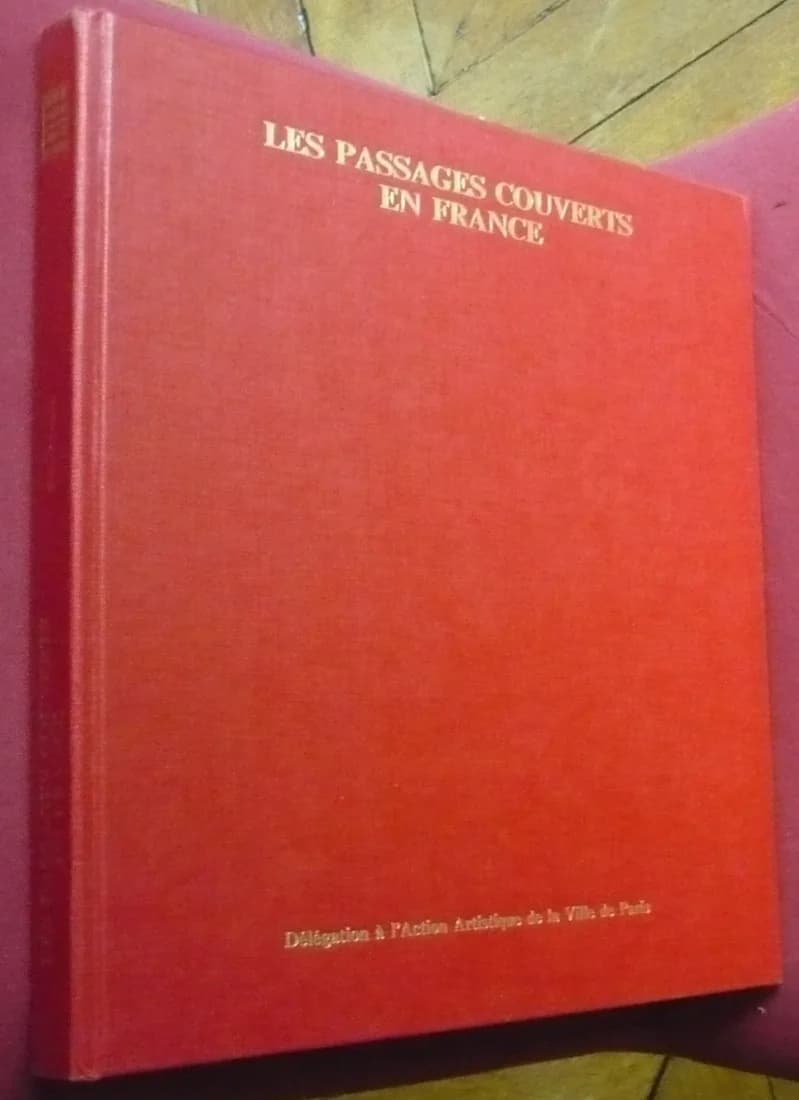 LES PASSAGES COUVERTS
EN FRANCE
Délégation à l'Action Artistique de la Ville de Paris